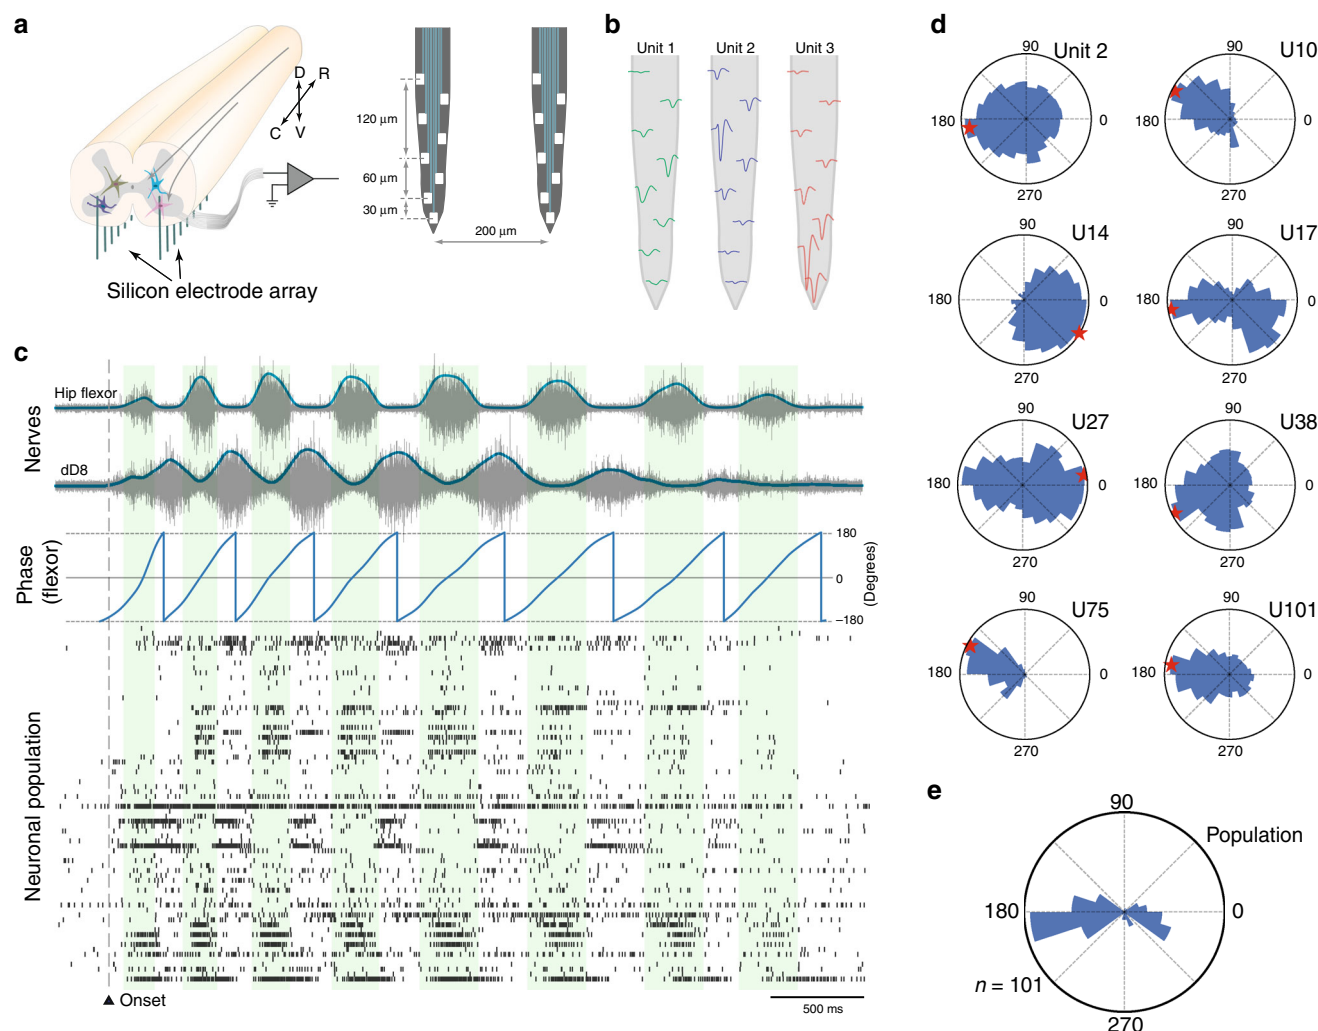 a
D
R
C
V
Silicon electrode array
120 μm
60 μm
30 μm
200 μm
b
Unit 1
Unit 2
Unit 3
c
Nerves
Hip flexor
dD8
Phase
(flexor)
180
0
−180
(Degrees)
Neuronal population
Onset
500 ms
d
Unit 2
90
180
0
270
U10
90
180
0
270
U14
90
180
0
270
U17
90
180
0
270
U27
90
180
0
270
U38
90
180
0
270
U75
90
180
0
270
U101
90
180
0
270
e
90
Population
180
0
n = 101
270